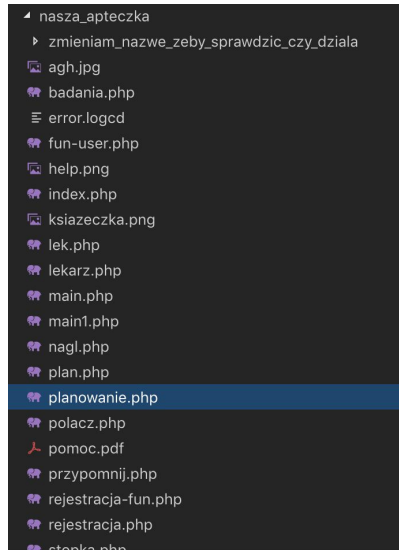 nasza_apteczka
zmieniam_nazwe_zeby_sprawdzic_czy_dziala
agh.jpg
badania.php
error.logcd
fun-user.php
help.png
index.php
ksiazeczka.png
lek.php
lekarz.php
main.php
main1.php
nagl.php
plan.php
planowanie.php
polacz.php
pomoc.pdf
przypomnij.php
rejestracja-fun.php
rejestracja.php
stopka.php